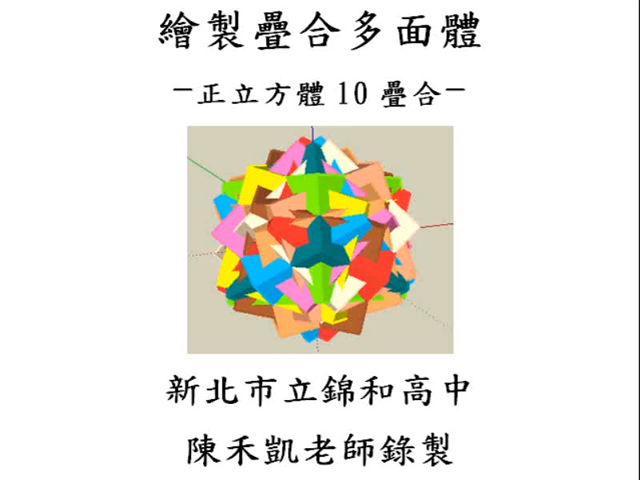 繪製疊合多面體
－正立方體 10 疊合－
新北市立錦和高中
陳禾凱老師錄製